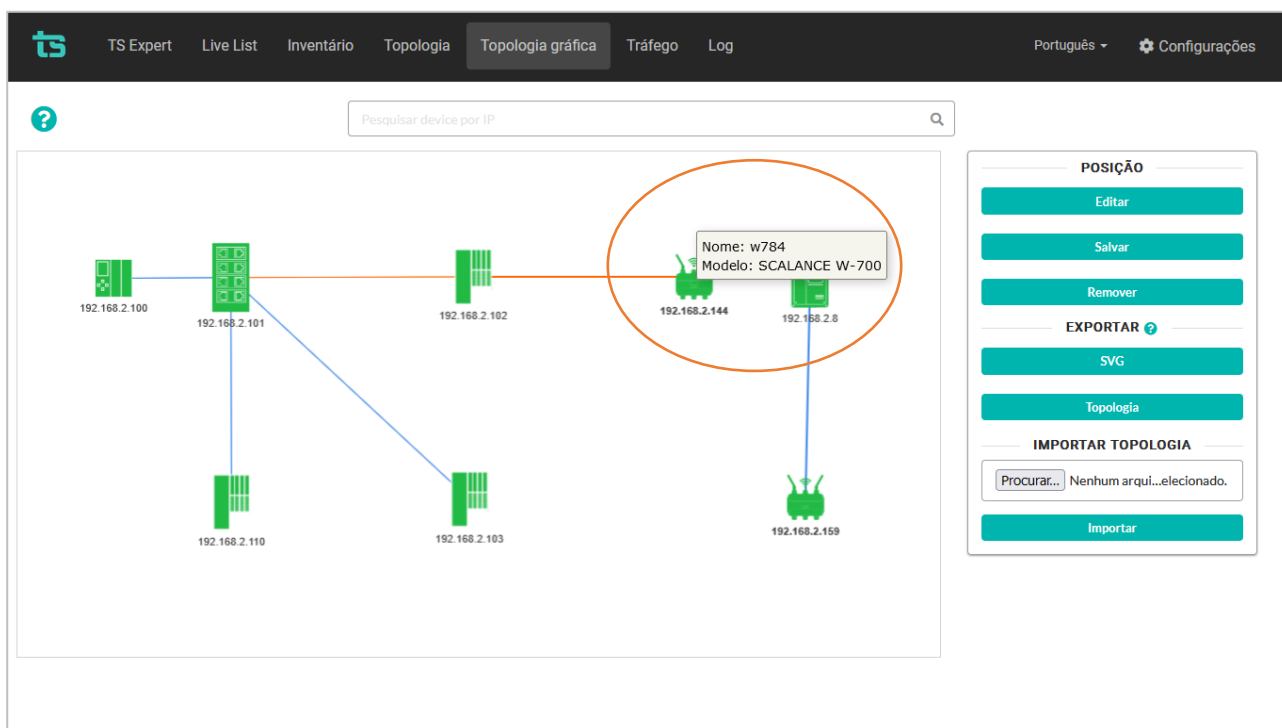 ts
TS Expert
Live List
Inventário
Topologia
Topologia gráfica
Tráfego
Log
Português
Configurações
?
Pesquisar device por IP
Nome: w784
Modelo: SCALANCE W-700
192.168.2.100
192.168.2.101
192.168.2.102
192.168.2.144
192.168.2.8
192.168.2.110
192.168.2.103
192.168.2.159
POSIÇÃO
Editar
Salvar
Remover
EXPORTAR ?
SVG
Topologia
IMPORTAR TOPOLOGIA
Procurar... Nenhum arqui...elecionado.
Importar